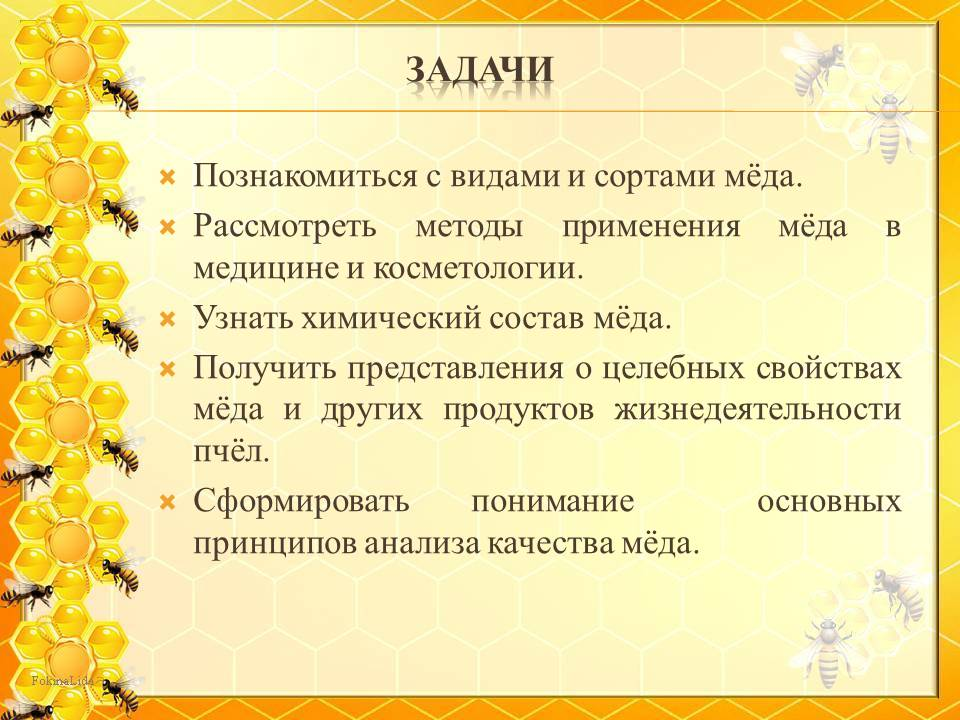 ЗАДАЧИ
Познакомиться с видами и сортами мёда.
Рассмотреть методы применения мёда в
медицине и косметологии.
Узнать химический состав мёда.
Получить представления о целебных свойствах
мёда и других продуктов жизнедеятельности
пчёл.
Сформировать понимание основных
принципов анализа качества мёда.
FokinaLida